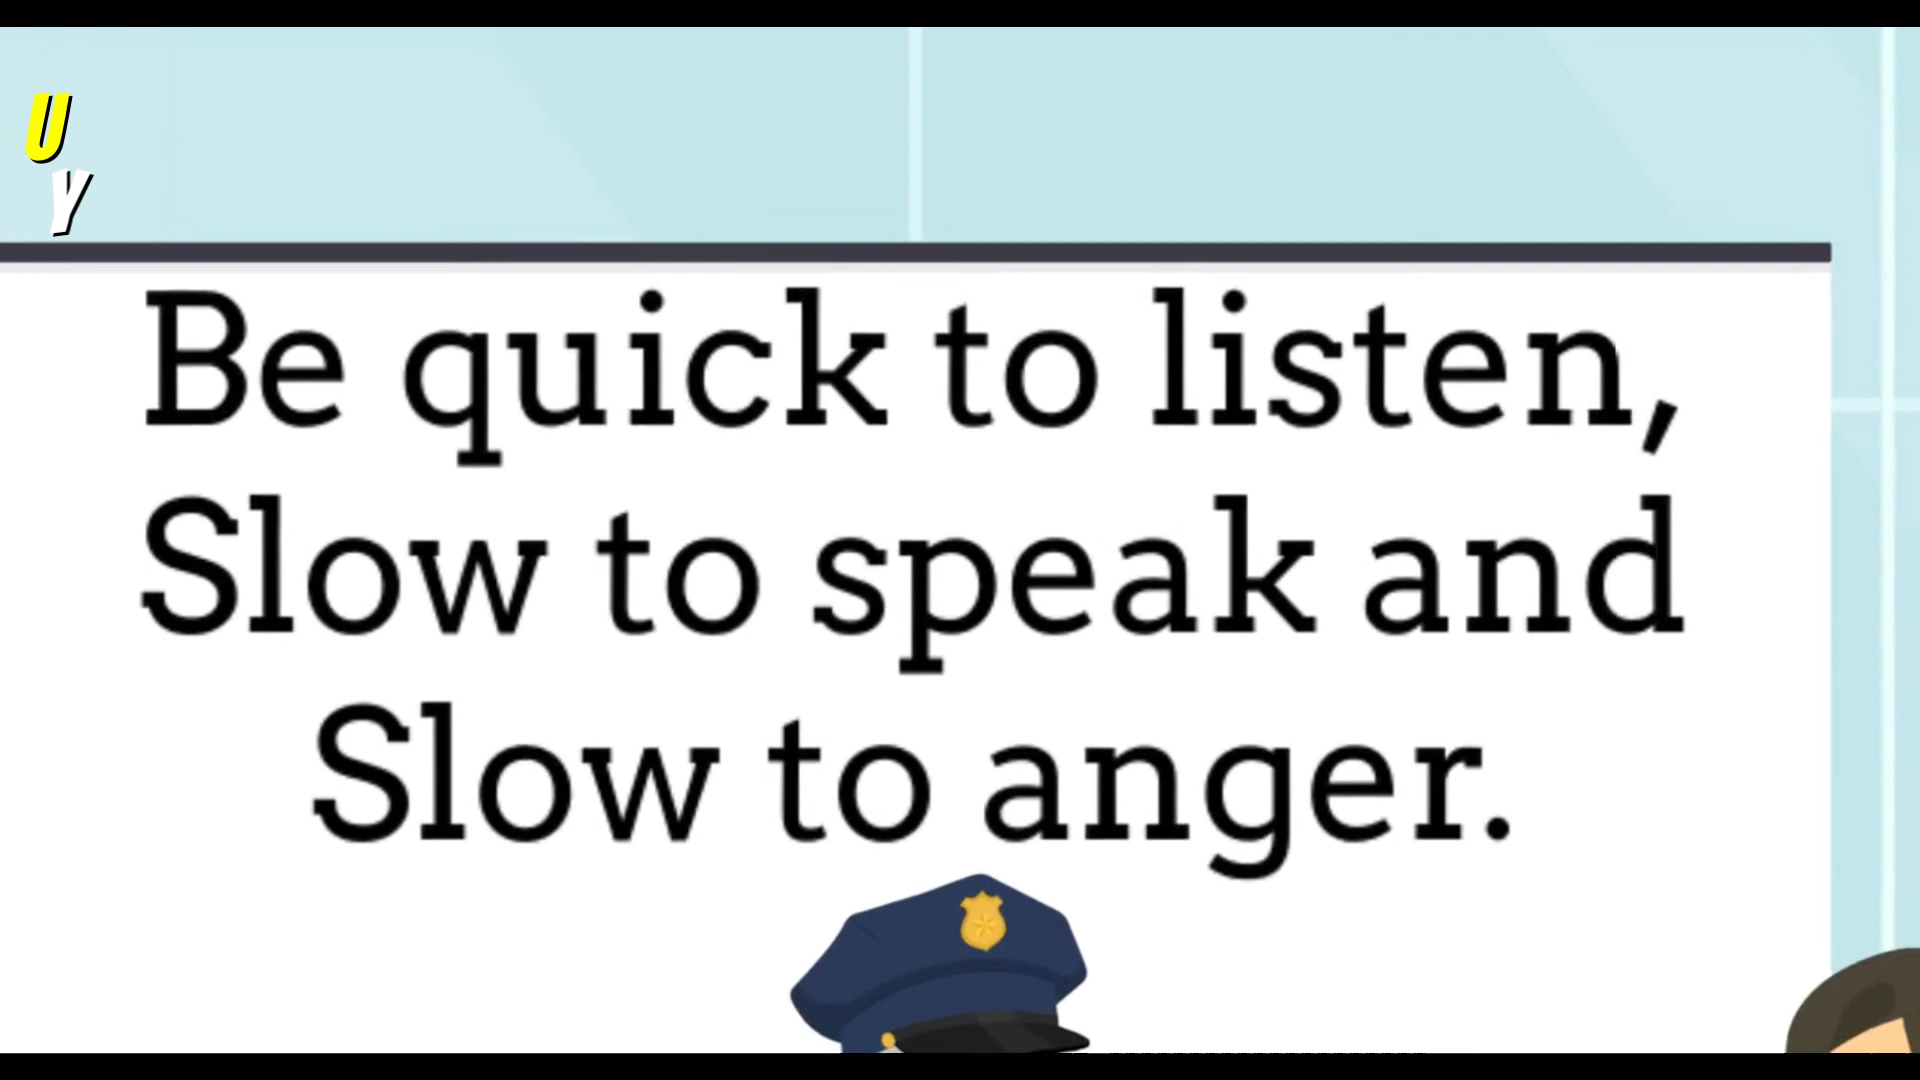 U
Y
Be quick to listen,
Slow to speak and
Slow to anger.